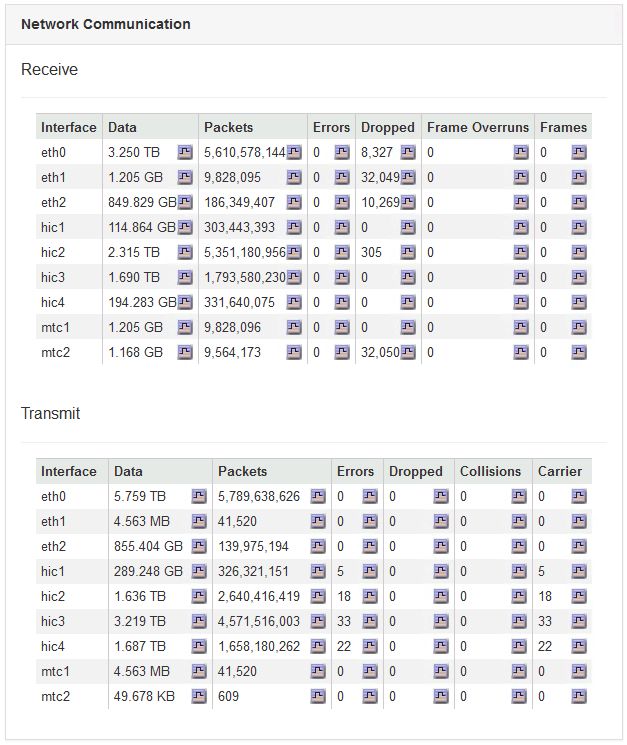 Network Communication
Receive
Interface Data Packets Errors Dropped Frame Overruns Frames
eth0 3.250 TB 5,610,578,144 0 8,327 0 0
eth1 1.205 GB 9,828,095 0 32,049 0 0
eth2 849.829 GB 186,349,407 0 10,269 0 0
hic1 114.864 GB 303,443,393 0 0 0 0
hic2 2.315 TB 5,351,180,956 0 305 0 0
hic3 1.690 TB 1,793,580,230 0 0 0 0
hic4 194.283 GB 331,640,075 0 0 0 0
mtc1 1.205 GB 9,828,096 0 0 0 0
mtc2 1.168 GB 9,564,173 0 32,050 0 0
Transmit
Interface Data Packets Errors Dropped Collisions Carrier
eth0 5.759 TB 5,789,638,626 0 0 0 0
eth1 4.563 MB 41,520 0 0 0 0
eth2 855.404 GB 139,975,194 0 0 0 0
hic1 289.248 GB 326,321,151 5 0 0 5
hic2 1.636 TB 2,640,416,419 18 0 0 18
hic3 3.219 TB 4,571,516,003 33 0 0 33
hic4 1.687 TB 1,658,180,262 22 0 0 22
mtc1 4.563 MB 41,520 0 0 0 0
mtc2 49.678 KB 609 0 0 0 0